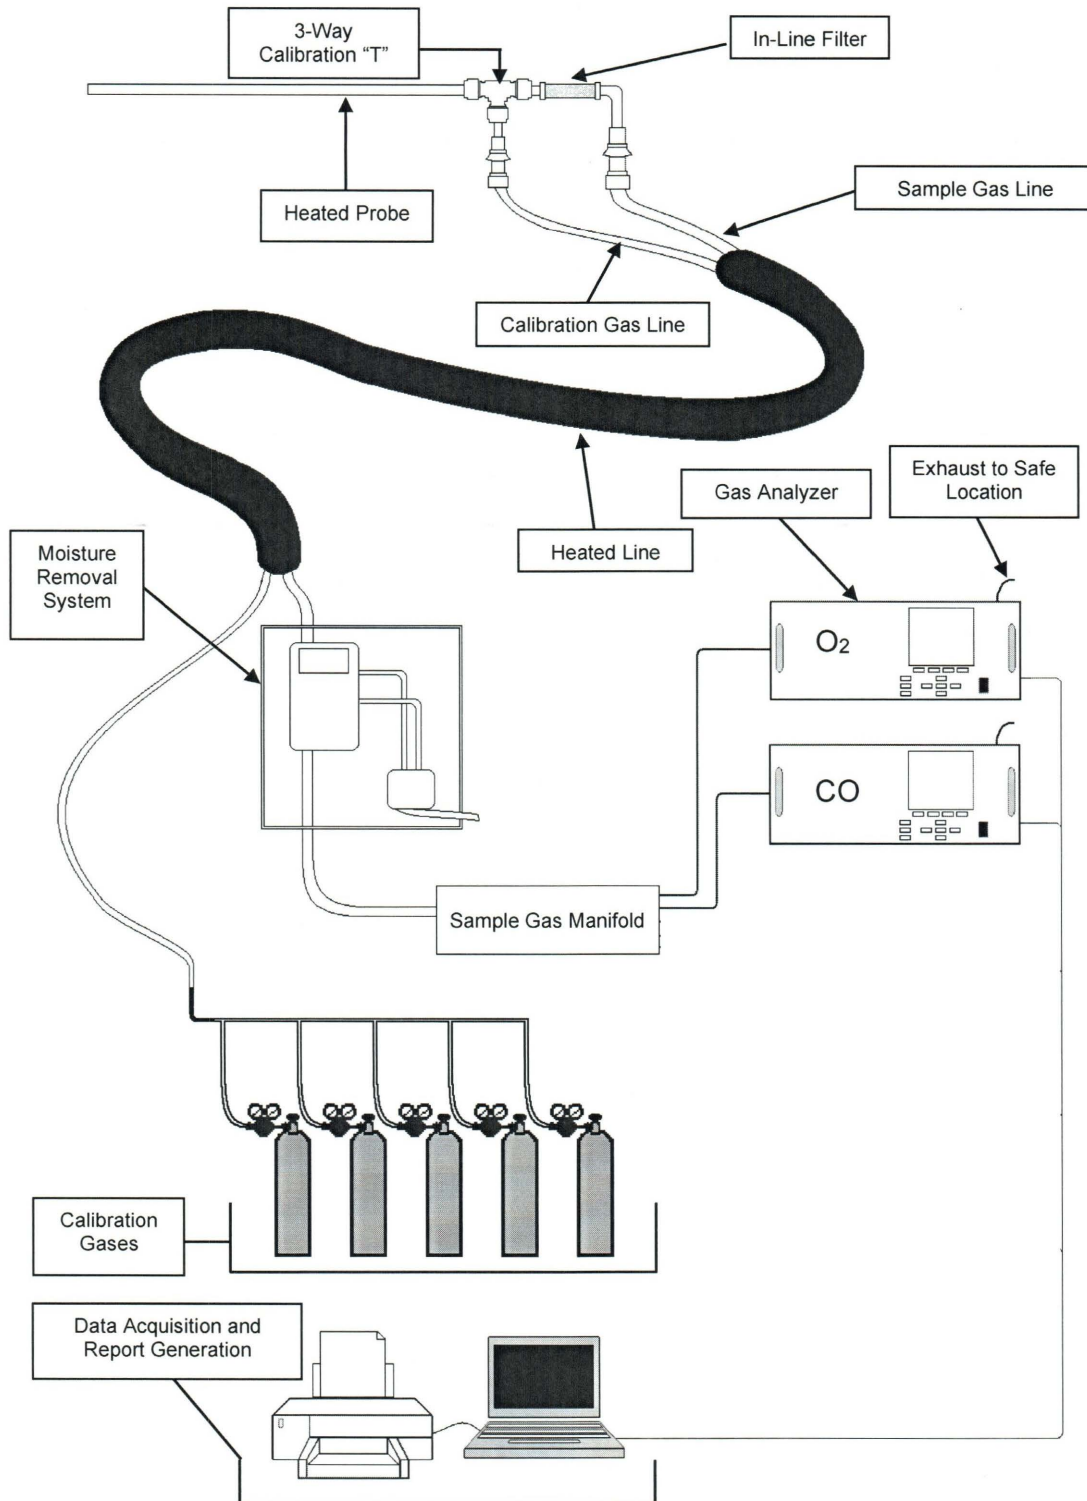 3-Way
Calibration “T”
In-Line Filter
Heated Probe
Sample Gas Line
Calibration Gas Line
Gas Analyzer
Exhaust to Safe
Location
Heated Line
Moisture
Removal
System
O₂
CO
Sample Gas Manifold
Calibration
Gases
Data Acquisition and
Report Generation